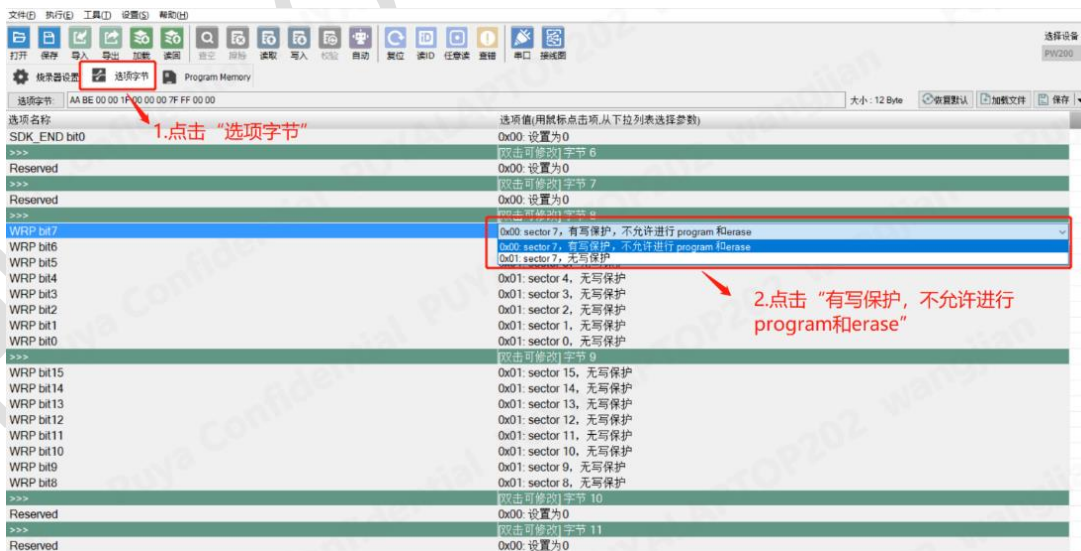 文件(F) 执行(F) 工具(D) 设置(S) 帮助(H)
打开 保存 导入 导出 加载 读回 查空 擦除 读取 写入 校验 自动 复位 读ID 任意读 查错 串口 接线图
选择设备
PW200
烧录器设置 选项字节 Program Memory
选项字节: AA BE 00 00 1F 00 00 00 7F FF 00 00 大小: 12 Byte 恢复默认 加载文件 保存
选项名称 选项值(用鼠标点击项,从下拉列表选择参数)
1.点击“选项字节”
SDK_END bit0 0x00: 设置为0
>>> [双击可修改] 字节 6
Reserved 0x00: 设置为0
>>> [双击可修改] 字节 7
Reserved 0x00: 设置为0
>>> [双击可修改] 字节 8
WRP bit7 0x00: sector 7，有写保护，不允许进行 program 和erase
WRP bit6 0x00: sector 7，有写保护，不允许进行 program 和erase
WRP bit5 0x01: sector 7，无写保护
WRP bit4 0x01: sector 4，无写保护
WRP bit3 0x01: sector 3，无写保护
WRP bit2 0x01: sector 2，无写保护
WRP bit1 0x01: sector 1，无写保护
WRP bit0 0x01: sector 0，无写保护
2.点击“有写保护，不允许进行
program和erase”
>>> [双击可修改] 字节 9
WRP bit15 0x01: sector 15，无写保护
WRP bit14 0x01: sector 14，无写保护
WRP bit13 0x01: sector 13，无写保护
WRP bit12 0x01: sector 12，无写保护
WRP bit11 0x01: sector 11，无写保护
WRP bit10 0x01: sector 10，无写保护
WRP bit9 0x01: sector 9，无写保护
WRP bit8 0x01: sector 8，无写保护
>>> [双击可修改] 字节 10
Reserved 0x00: 设置为0
>>> [双击可修改] 字节 11
Reserved 0x00: 设置为0
Puya Confidential